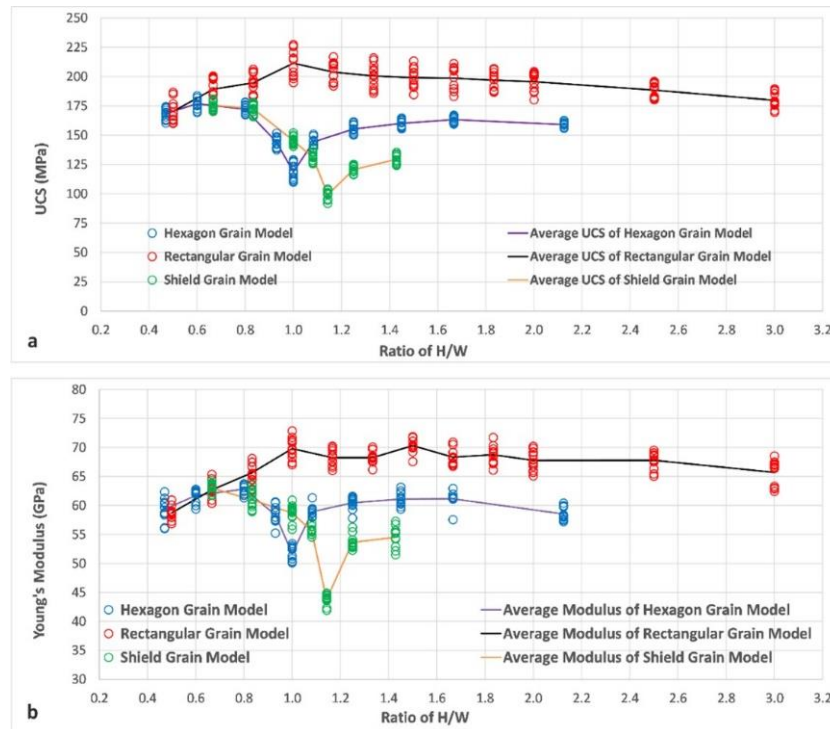 250
225
200
175
150
125
100
75
50
25
0
UCS (MPa)
Hexagon Grain Model
Average UCS of Hexagon Grain Model
Rectangular Grain Model
Average UCS of Rectangular Grain Model
Shield Grain Model
Average UCS of Shield Grain Model
0.2 0.4 0.6 0.8 1.0 1.2 1.4 1.6 1.8 2.0 2.2 2.4 2.6 2.8 3.0 3.2
a
Ratio of H/W
80
75
70
65
60
55
50
45
40
35
30
Young's Modulus (GPa)
Hexagon Grain Model
Average Modulus of Hexagon Grain Model
Rectangular Grain Model
Average Modulus of Rectangular Grain Model
Shield Grain Model
Average Modulus of Shield Grain Model
0.2 0.4 0.6 0.8 1.0 1.2 1.4 1.6 1.8 2.0 2.2 2.4 2.6 2.8 3.0 3.2
b
Ratio of H/W